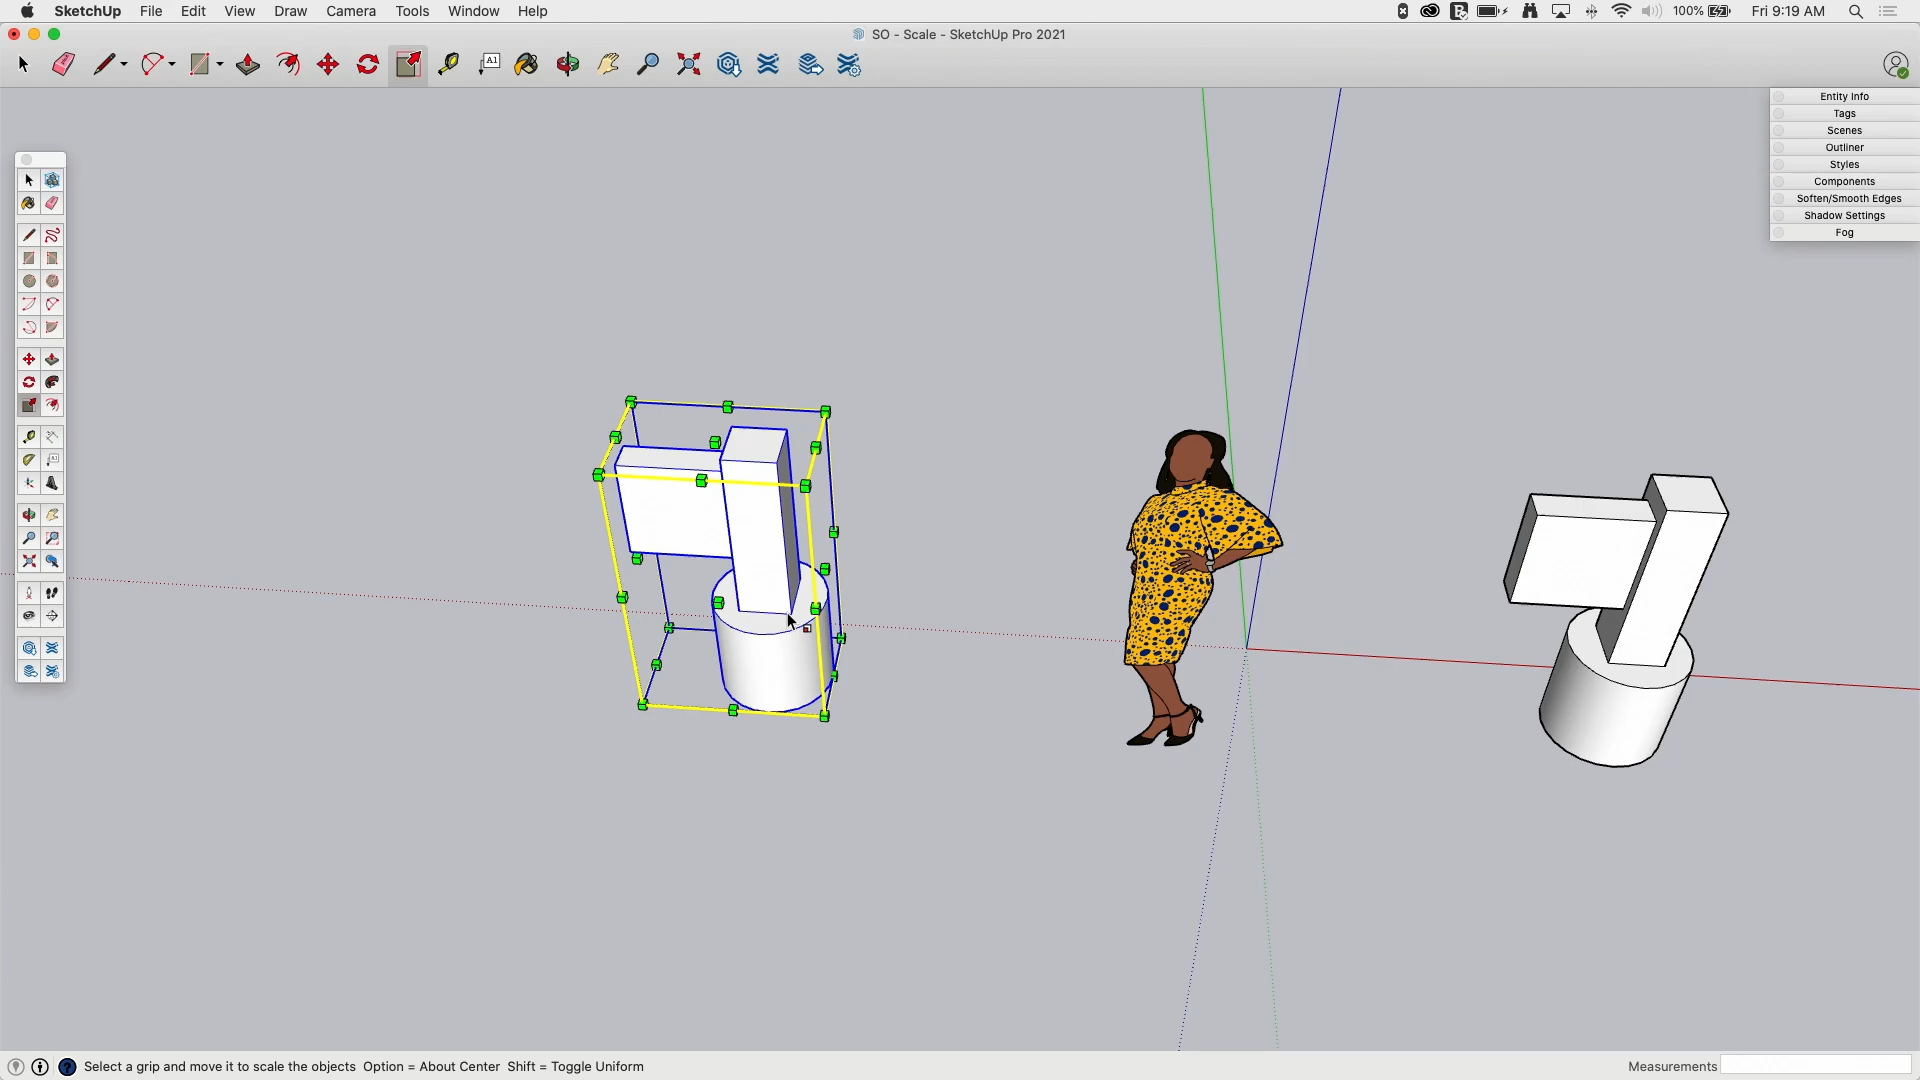 SketchUp File Edit View Draw Camera Tools Window Help 100% Fri 9:19 AM
SO - Scale - SketchUp Pro 2021
A1
Entity Info
Tags
Scenes
Outliner
Styles
Components
Soften/Smooth Edges
Shadow Settings
Fog
Select a grip and move it to scale the objects Option = About Center Shift = Toggle Uniform
Measurements